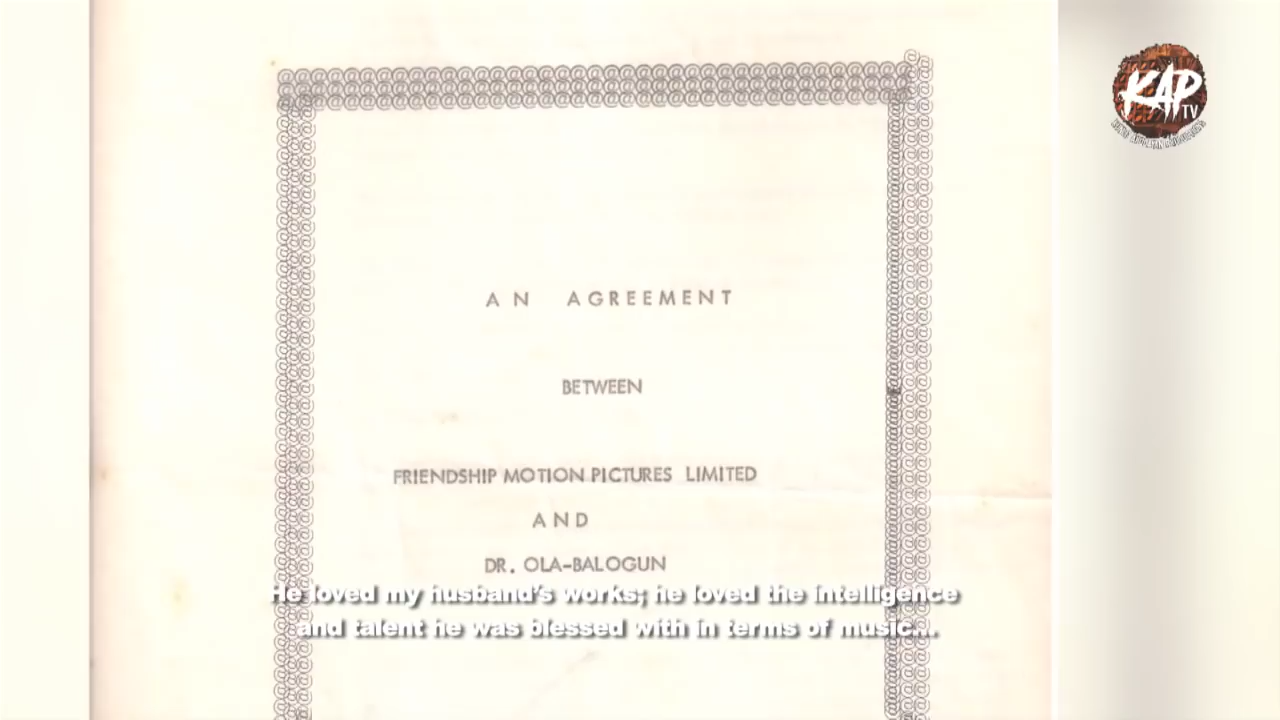 KAP
TV
AN AGREEMENT
BETWEEN
FRIENDSHIP MOTION PICTURES LIMITED
AND
DR. OLA-BALOGUN
He loved my husband's works; he loved the intelligence
and talent he was blessed with in terms of music...